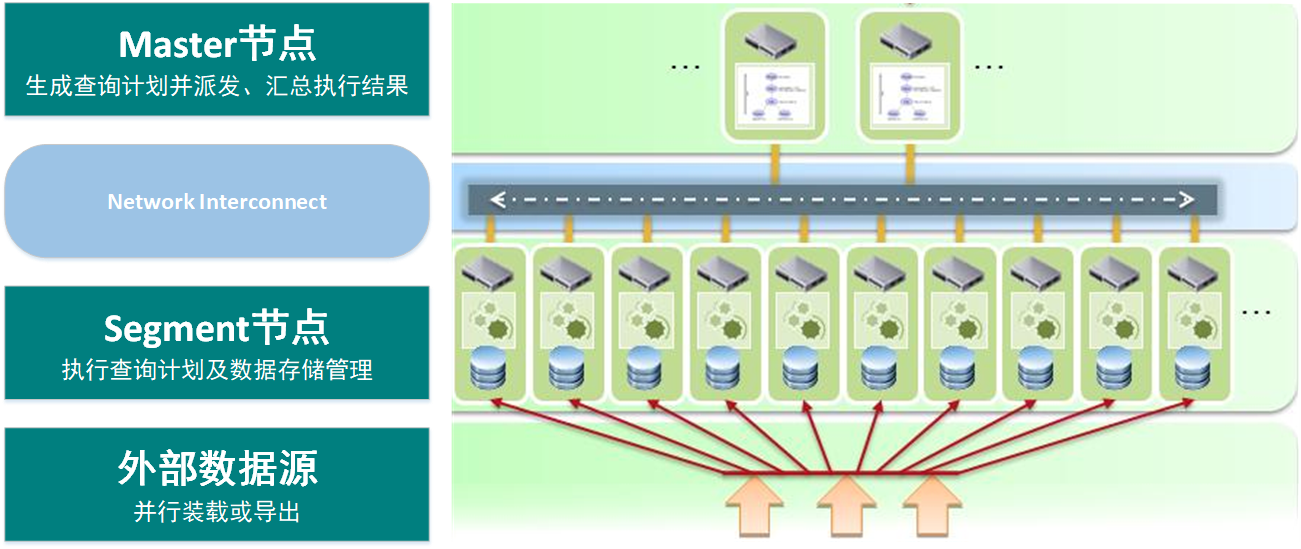 Master节点
生成查询计划并派发、汇总执行结果
Network Interconnect
Segment节点
执行查询计划及数据存储管理
外部数据源
并行装载或导出